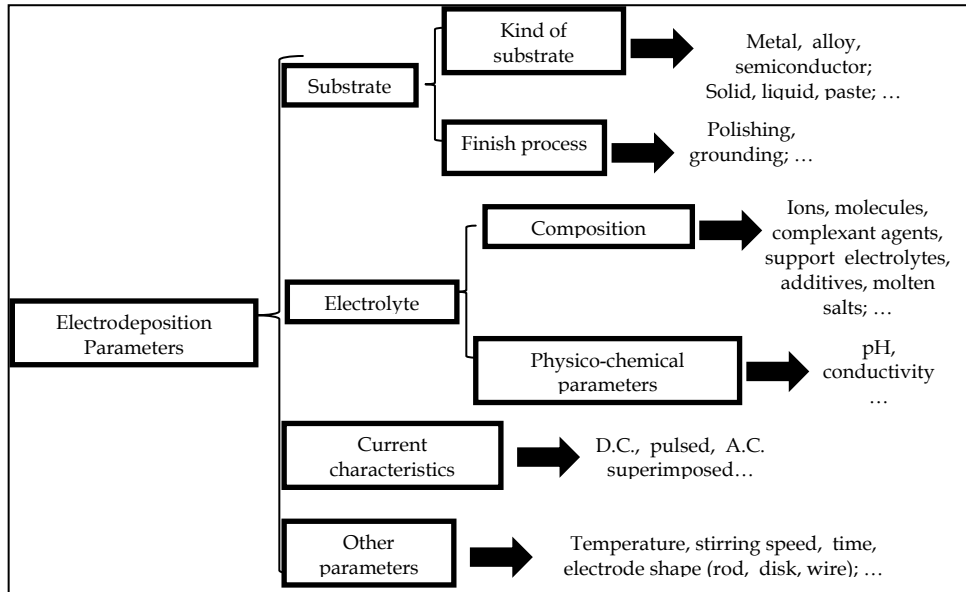 Kind of
substrate
Metal, alloy,
semiconductor;
Solid, liquid, paste; …
Substrate
Finish process
Polishing,
grounding; …
Composition
Ions, molecules,
complexant agents,
support electrolytes,
additives, molten
salts; …
Electrolyte
Electrodeposition
Parameters
Physico-chemical
parameters
pH,
conductivity
…
Current
characteristics
D.C., pulsed, A.C.
superimposed…
Other
parameters
Temperature, stirring speed, time,
electrode shape (rod, disk, wire); …